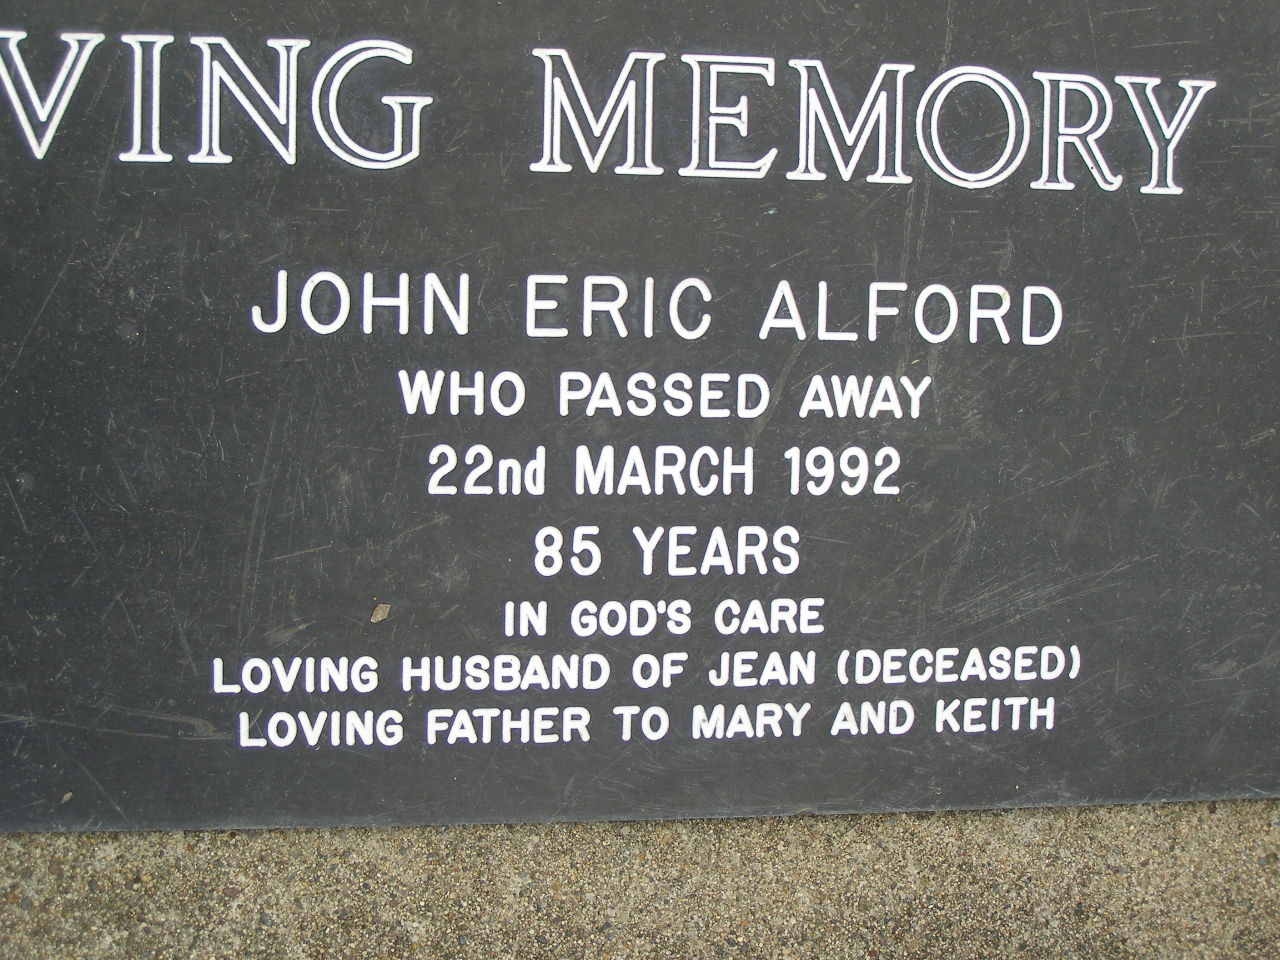 VING MEMORY
JOHN ERIC ALFORD
WHO PASSED AWAY
22nd MARCH 1992
85 YEARS
IN GOD'S CARE
LOVING HUSBAND OF JEAN (DECEASED)
LOVING FATHER TO MARY AND KEITH